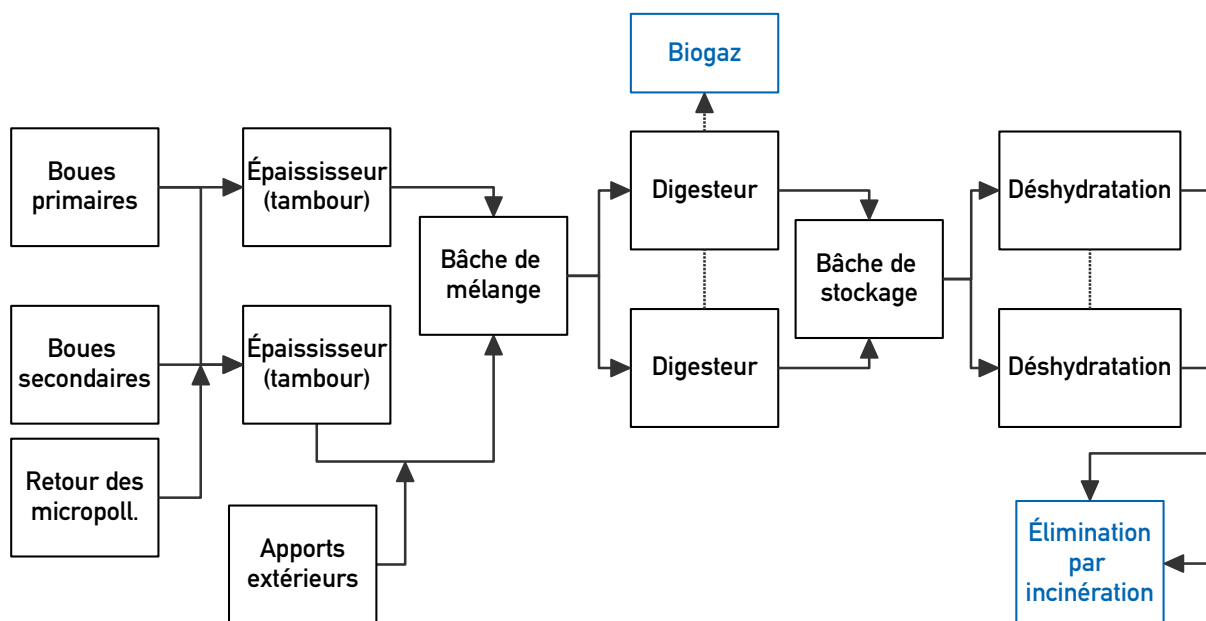 Biogaz
Boues
primaires
Épaississeur
(tambour)
Bâche de
mélange
Digesteur
Bâche de
stockage
Déshydratation
Boues
secondaires
Épaississeur
(tambour)
Digesteur
Déshydratation
Retour des
micropoll.
Apports
extérieurs
Élimination
par
incinération